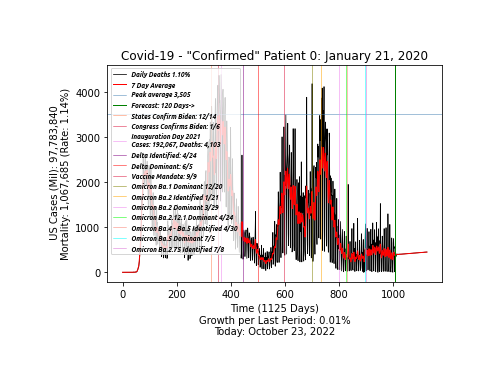 Covid-19 - "Confirmed" Patient 0: January 21, 2020
Daily Deaths 1.10%
7 Day Average
Peak average 3,505
Forecast: 120 Days->
States Confirm Biden: 12/14
Congress Confirms Biden: 1/6
Inauguration Day 2021
Cases: 192,067, Deaths: 4,103
Delta Identified: 4/24
Delta Dominant: 6/5
Vaccine Mandate: 9/9
Omicron Ba.1 Dominant 12/20
Omicron Ba.2 Identified 1/21
Omicron Ba.2 Dominant 3/29
Omicron Ba.2.12.1 Dominant 4/24
Omicron Ba.4 - Ba.5 Identified 4/30
Omicron Ba.5 Dominant 7/5
Omicron Ba.2.75 Identified 7/8
US Cases (Mil): 97,783,840
Mortality: 1,067,685 (Rate: 1.14%)
4000
3000
2000
1000
0
0 200 400 600 800 1000
Time (1125 Days)
Growth per Last Period: 0.01%
Today: October 23, 2022